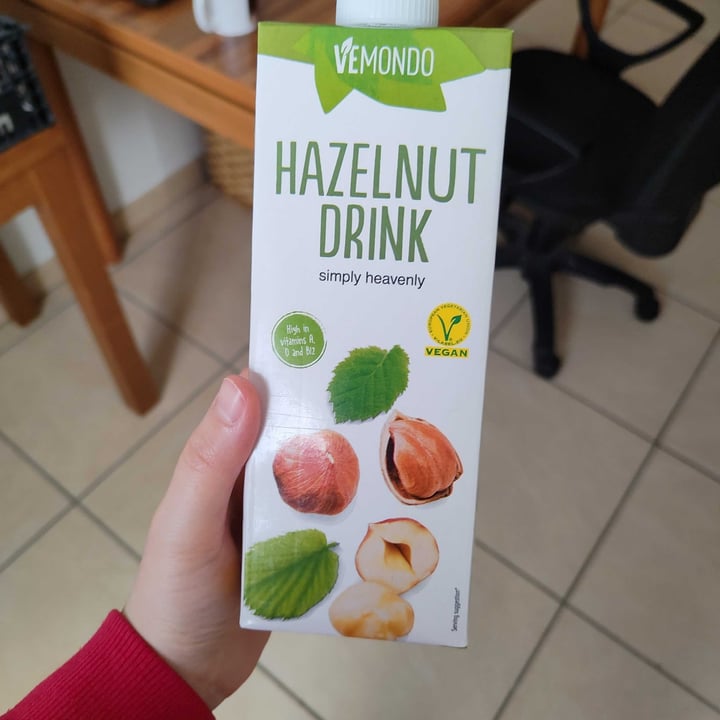 VEMONDO
HAZELNUT
DRINK
simply heavenly
High in
vitamins A,
D and B12
VEGAN
Serving suggestion*